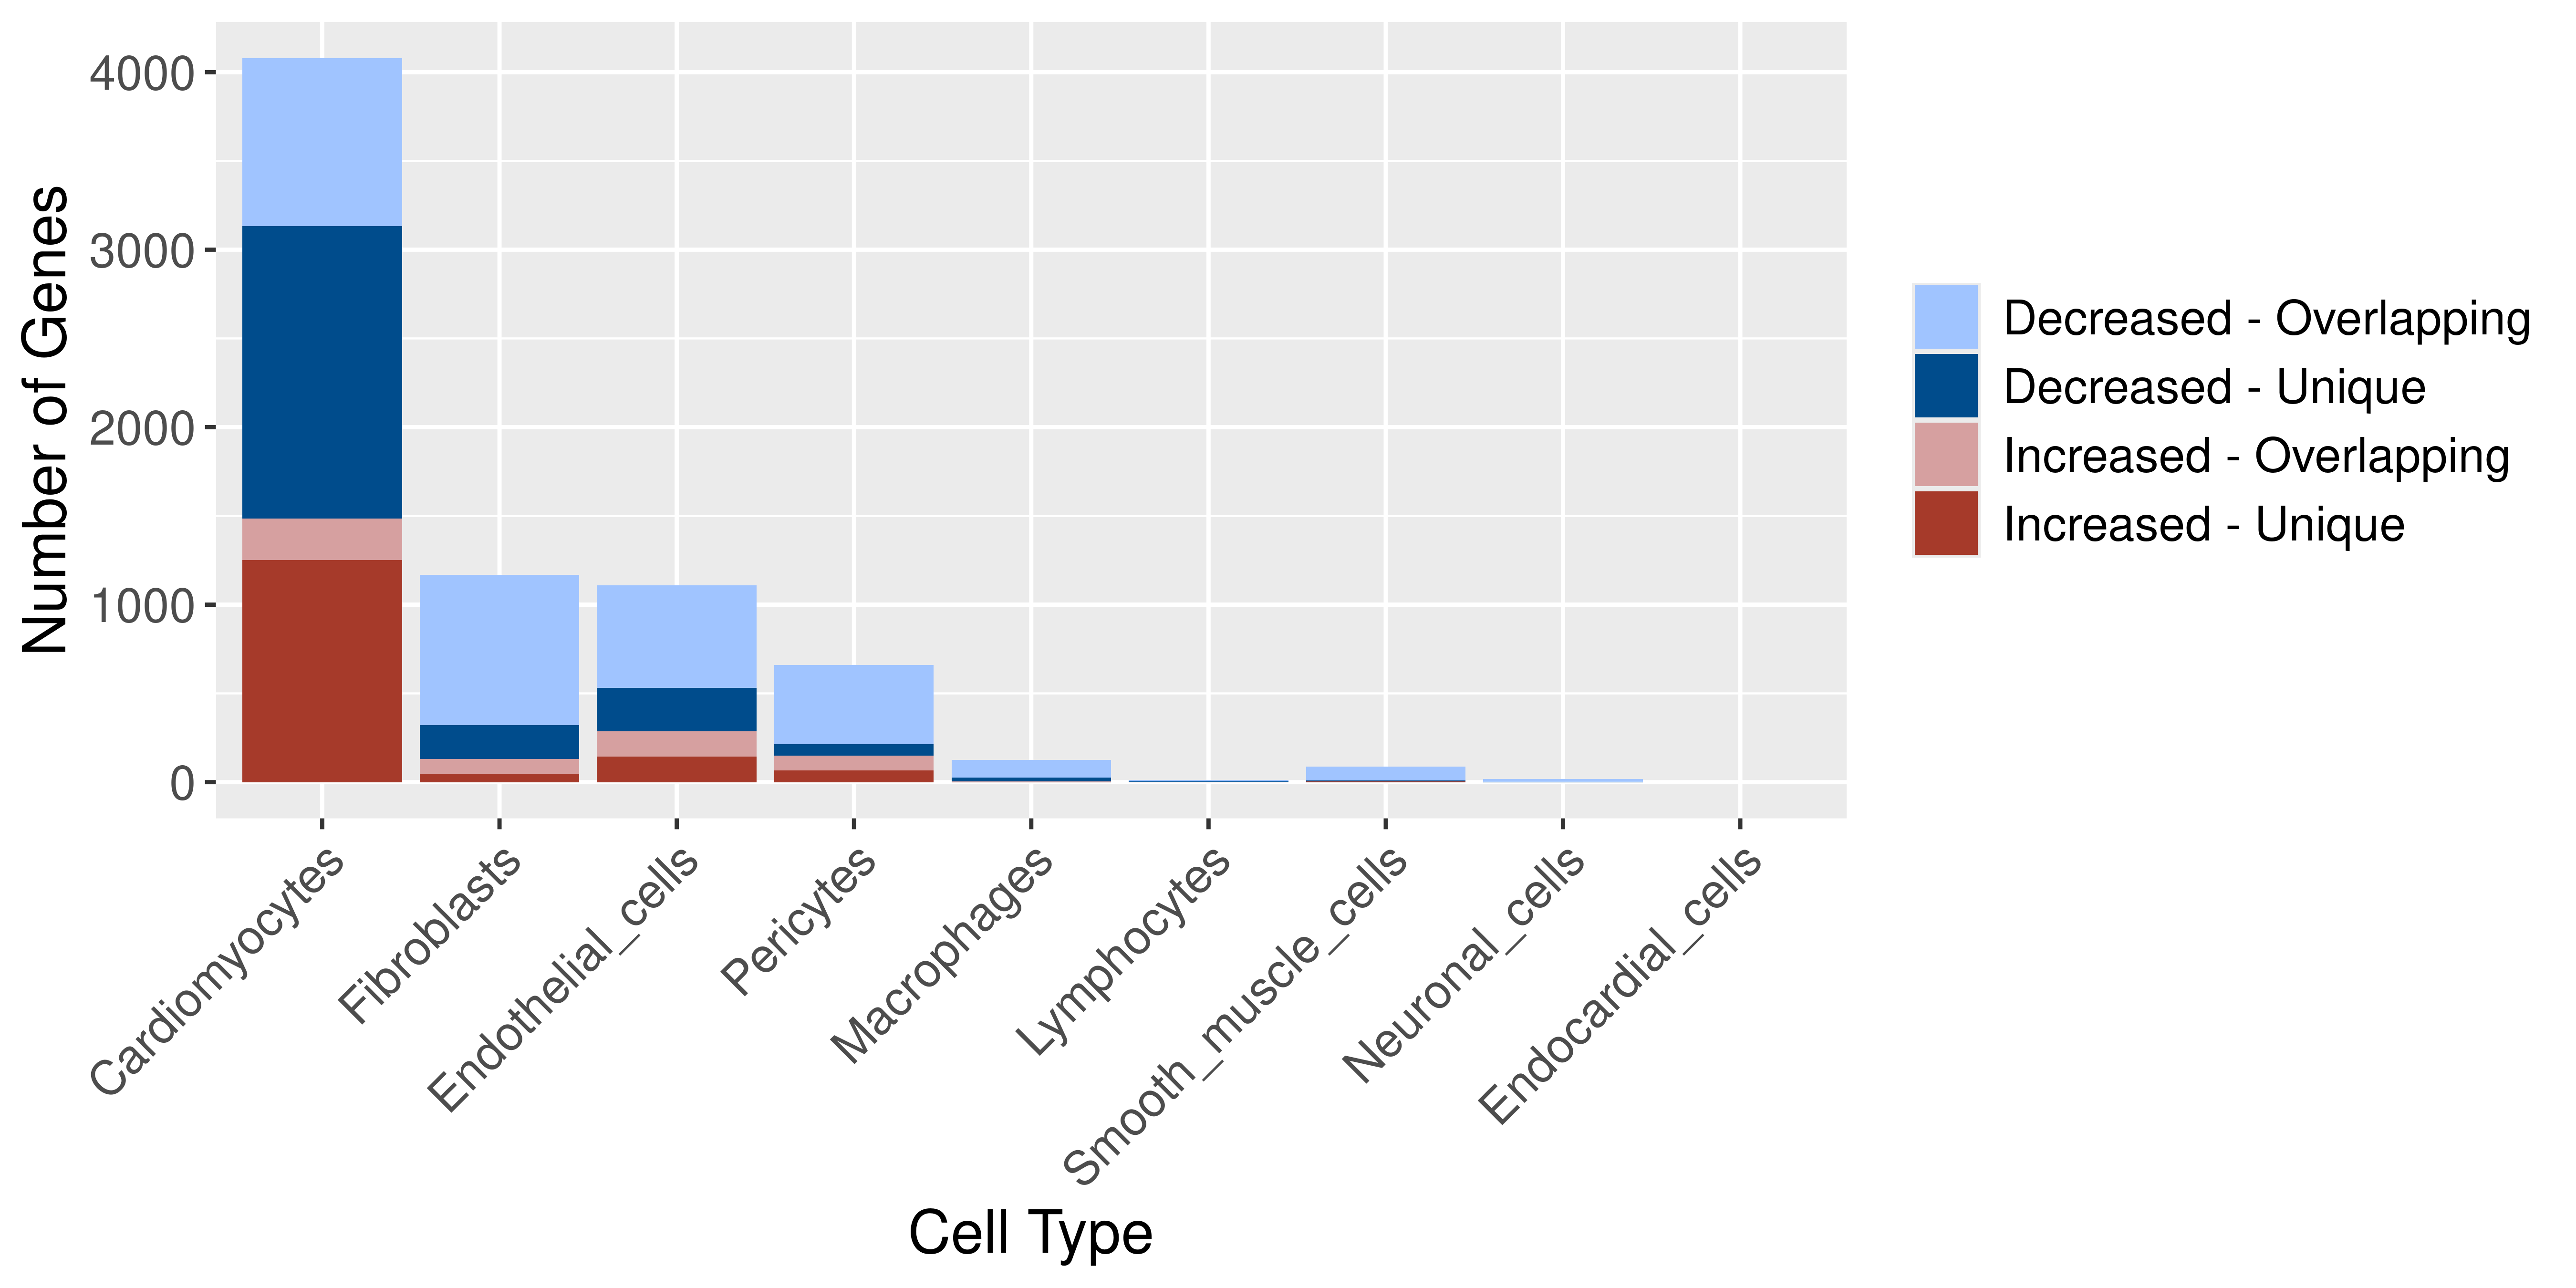 Number of Genes
4000
3000
2000
1000
0
Cardiomyocytes
Fibroblasts
Endothelial_cells
Pericytes
Macrophages
Lymphocytes
Smooth_muscle_cells
Neuronal_cells
Endocardial_cells
Cell Type
Decreased - Overlapping
Decreased - Unique
Increased - Overlapping
Increased - Unique